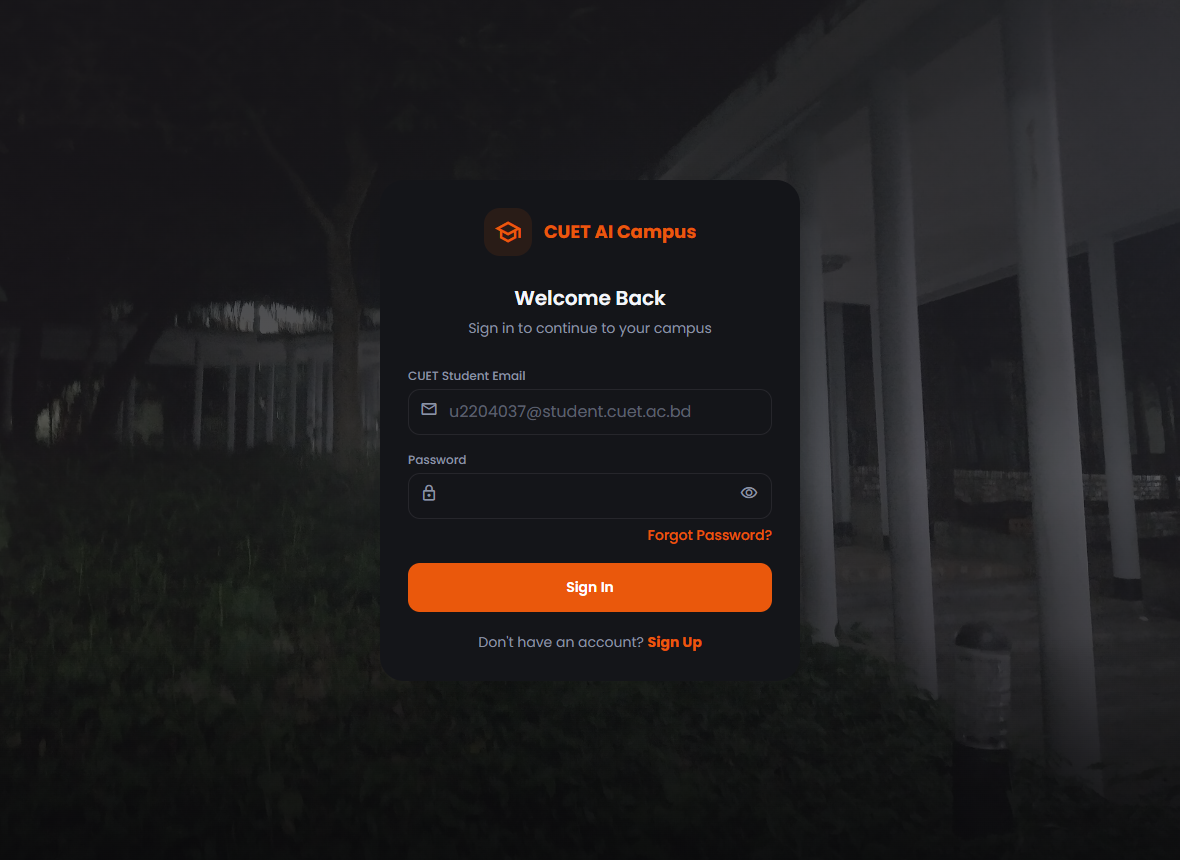 CUET AI Campus
Welcome Back
Sign in to continue to your campus
CUET Student Email
u2204037@student.cuet.ac.bd
Password
Forgot Password?
Sign In
Don't have an account? Sign Up